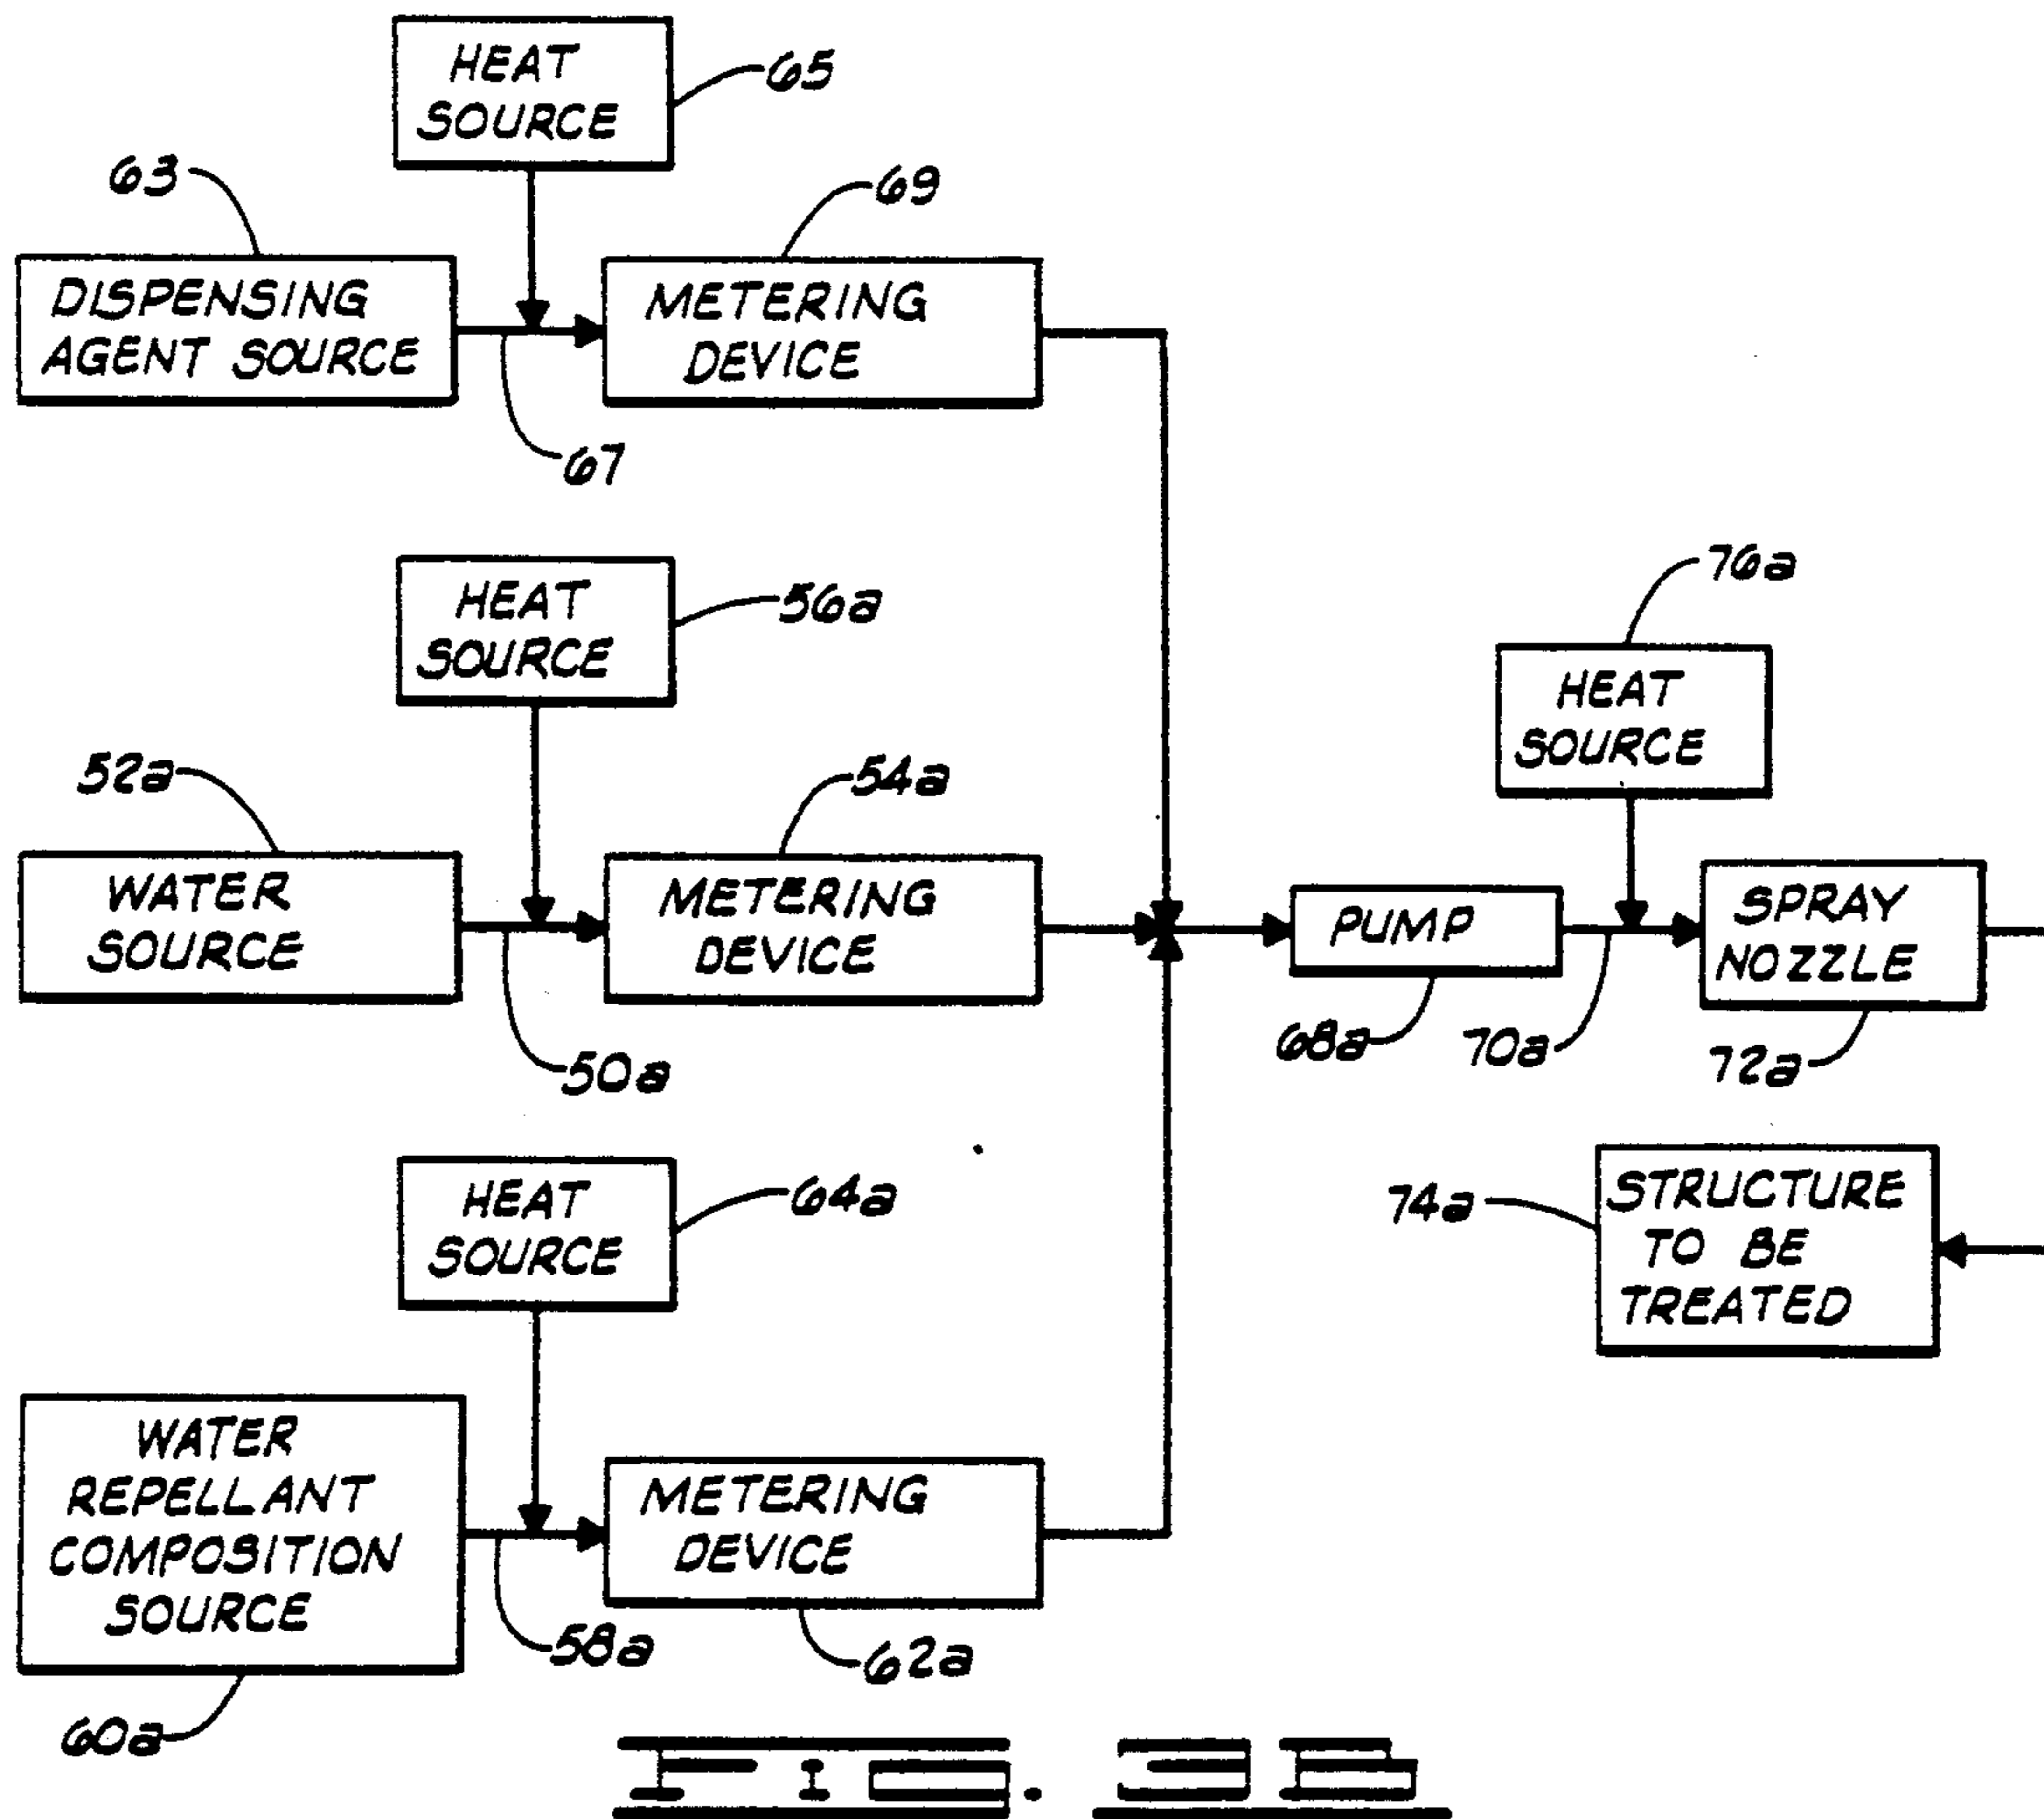 HEAT
SOURCE
65
63
69
DISPENSING
AGENT SOURCE
METERING
DEVICE
67
HEAT
SOURCE
56a
76a
HEAT
SOURCE
52a
54a
WATER
SOURCE
METERING
DEVICE
PUMP
SPRAY
NOZZLE
50a
68a
70a
72a
HEAT
SOURCE
64a
74a
STRUCTURE
TO BE
TREATED
WATER
REPELLANT
COMPOSITION
SOURCE
METERING
DEVICE
58a
62a
60a
FIG. 3B